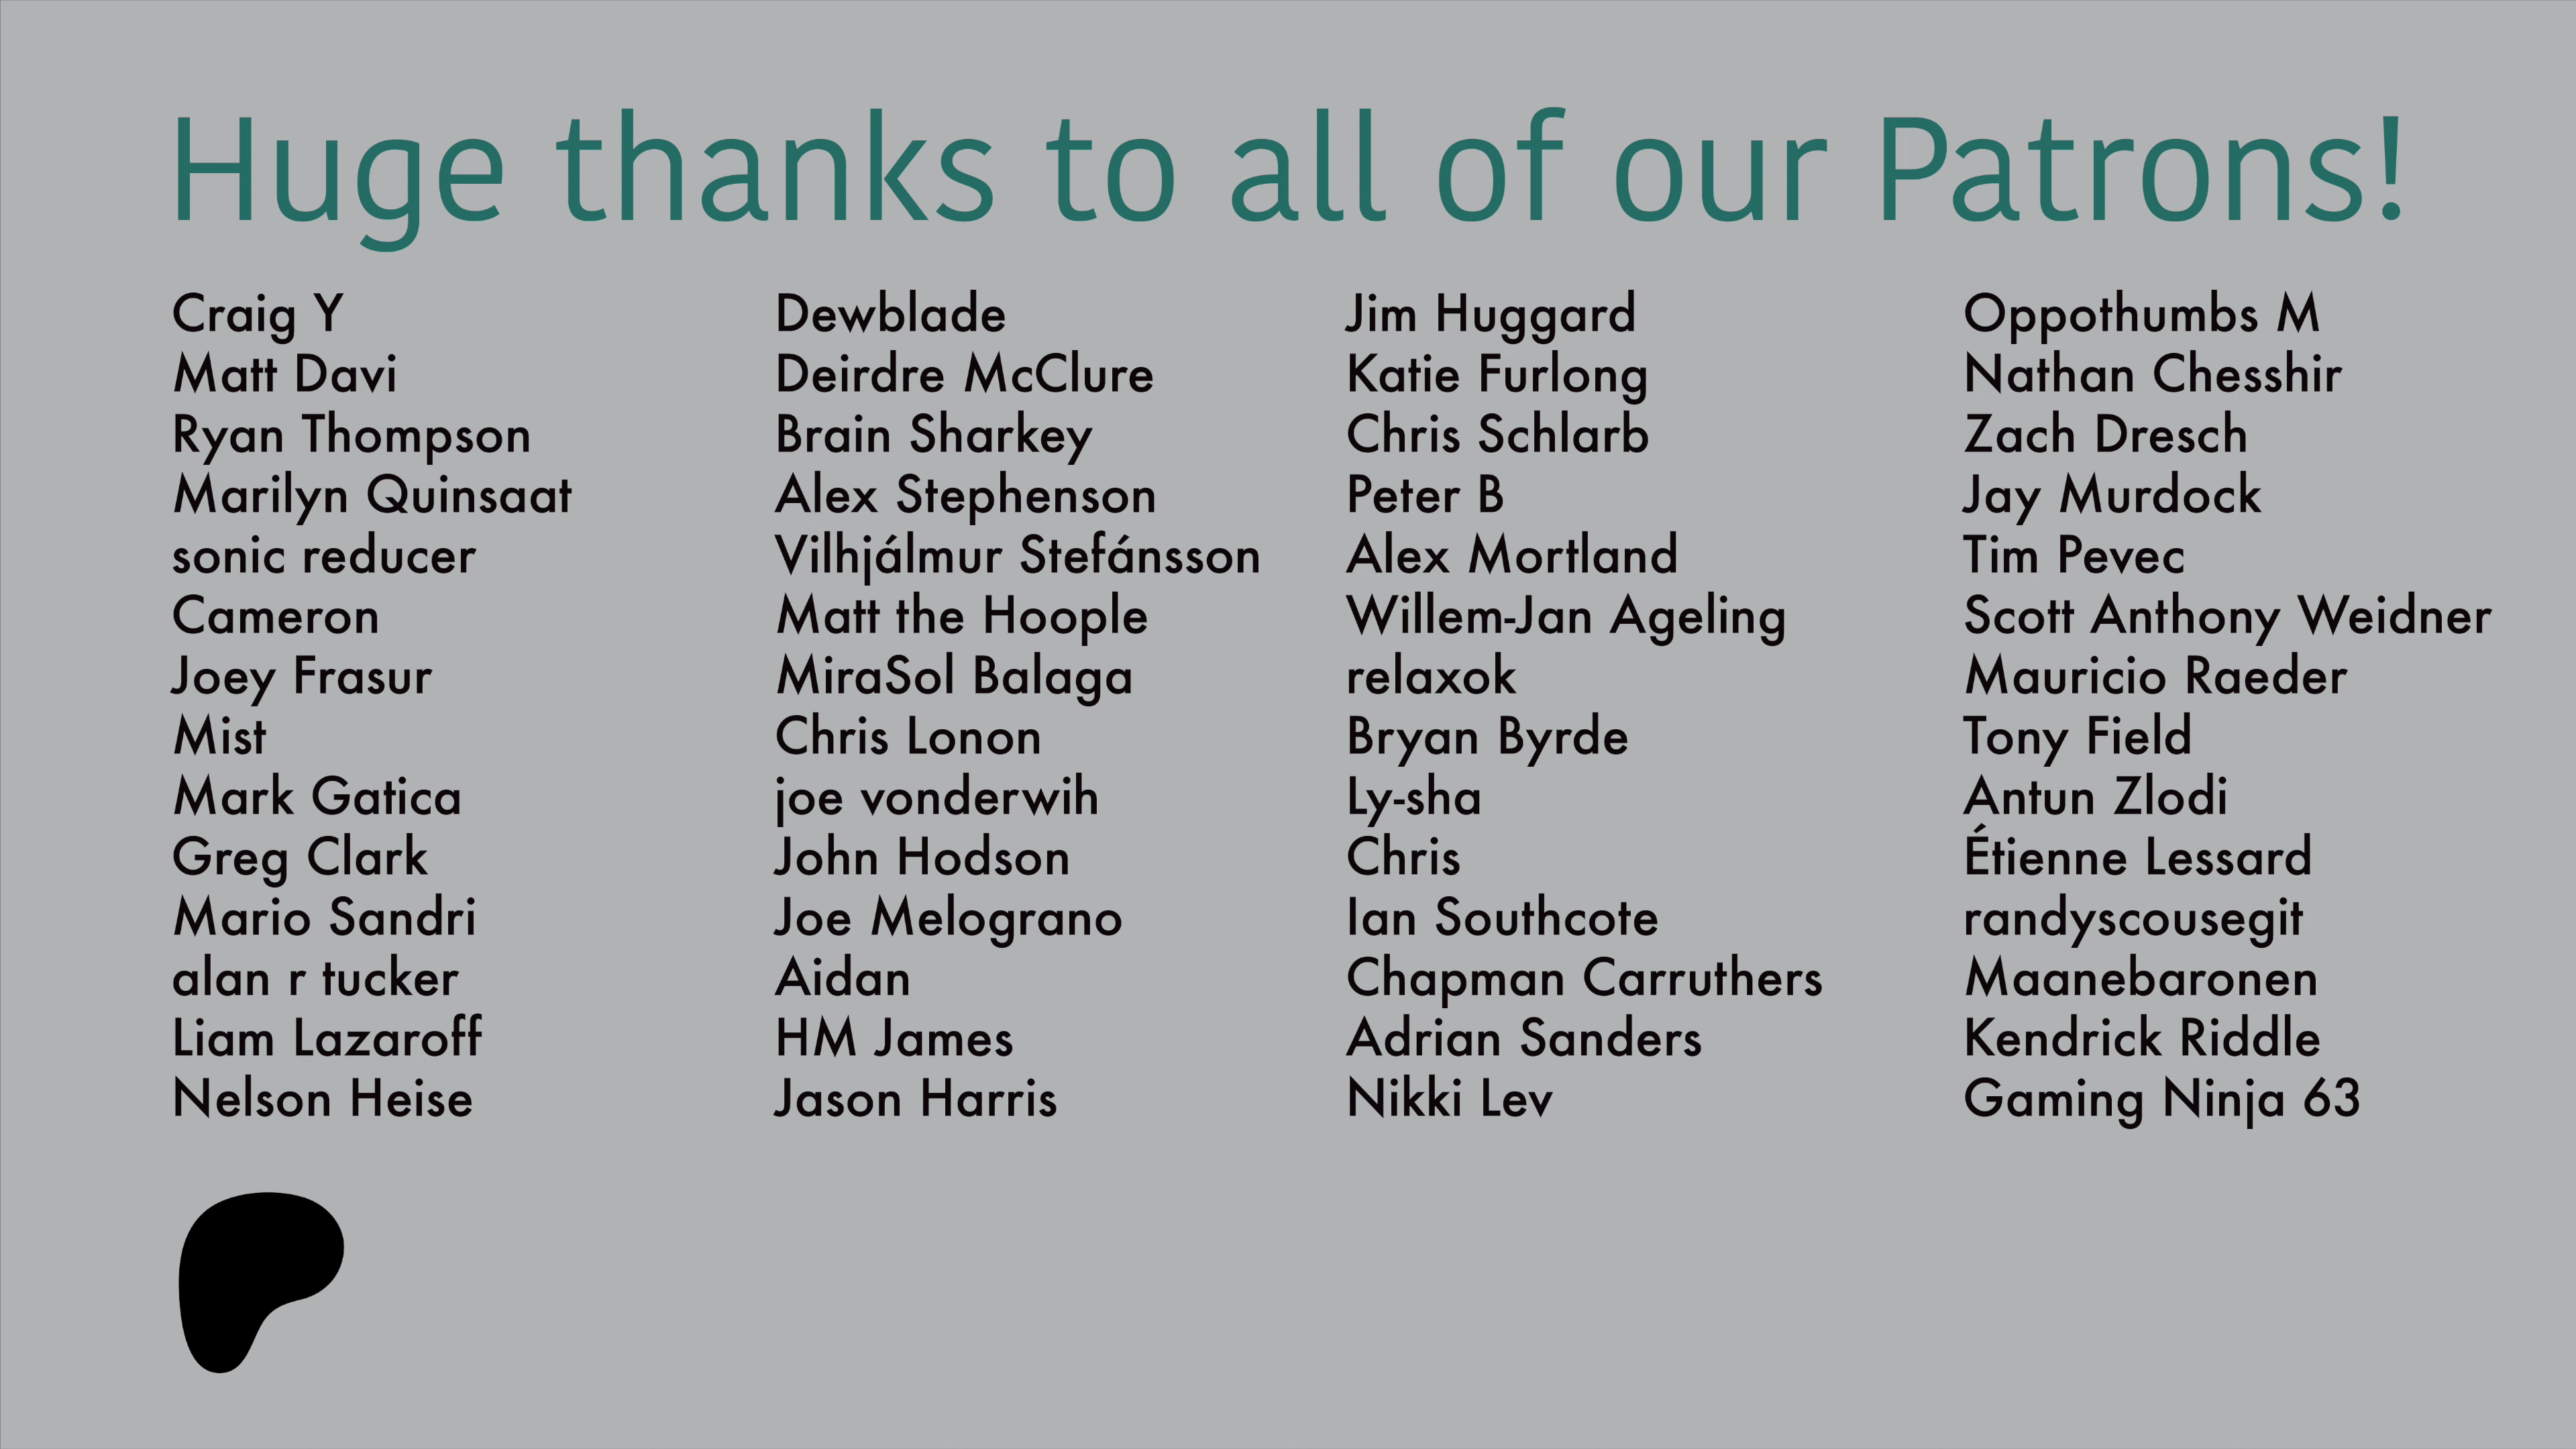 Huge thanks to all of our Patrons!
Craig Y
Matt Davi
Ryan Thompson
Marilyn Quinsaat
sonic reducer
Cameron
Joey Frasur
Mist
Mark Gatica
Greg Clark
Mario Sandri
alan r tucker
Liam Lazaroff
Nelson Heise
Dewblade
Deirdre McClure
Brain Sharkey
Alex Stephenson
Vilhjálmur Stefánsson
Matt the Hoople
MiraSol Balaga
Chris Lonon
joe vonderwih
John Hodson
Joe Melograno
Aidan
HM James
Jason Harris
Jim Huggard
Katie Furlong
Chris Schlarb
Peter B
Alex Mortland
Willem-Jan Ageling
relaxok
Bryan Byrde
Ly-sha
Chris
Ian Southcote
Chapman Carruthers
Adrian Sanders
Nikki Lev
Oppothumbs M
Nathan Chesshir
Zach Dresch
Jay Murdock
Tim Pevec
Scott Anthony Weidner
Mauricio Raeder
Tony Field
Antun Zlodi
Étienne Lessard
randyscousegit
Maanebaronen
Kendrick Riddle
Gaming Ninja 63